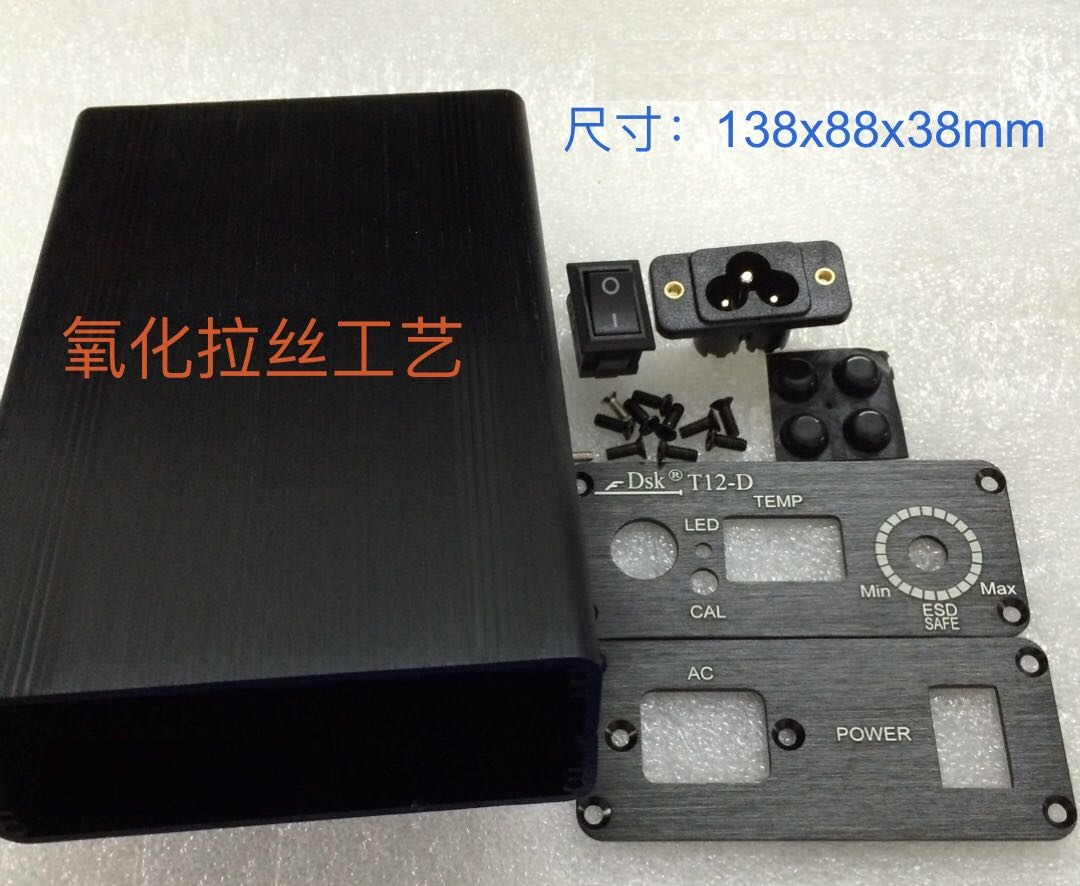 尺寸：138x88x38mm
氧化拉丝工艺
Dsk® T12-D
TEMP
LED
CAL
Min
Max
ESD
SAFE
AC
POWER